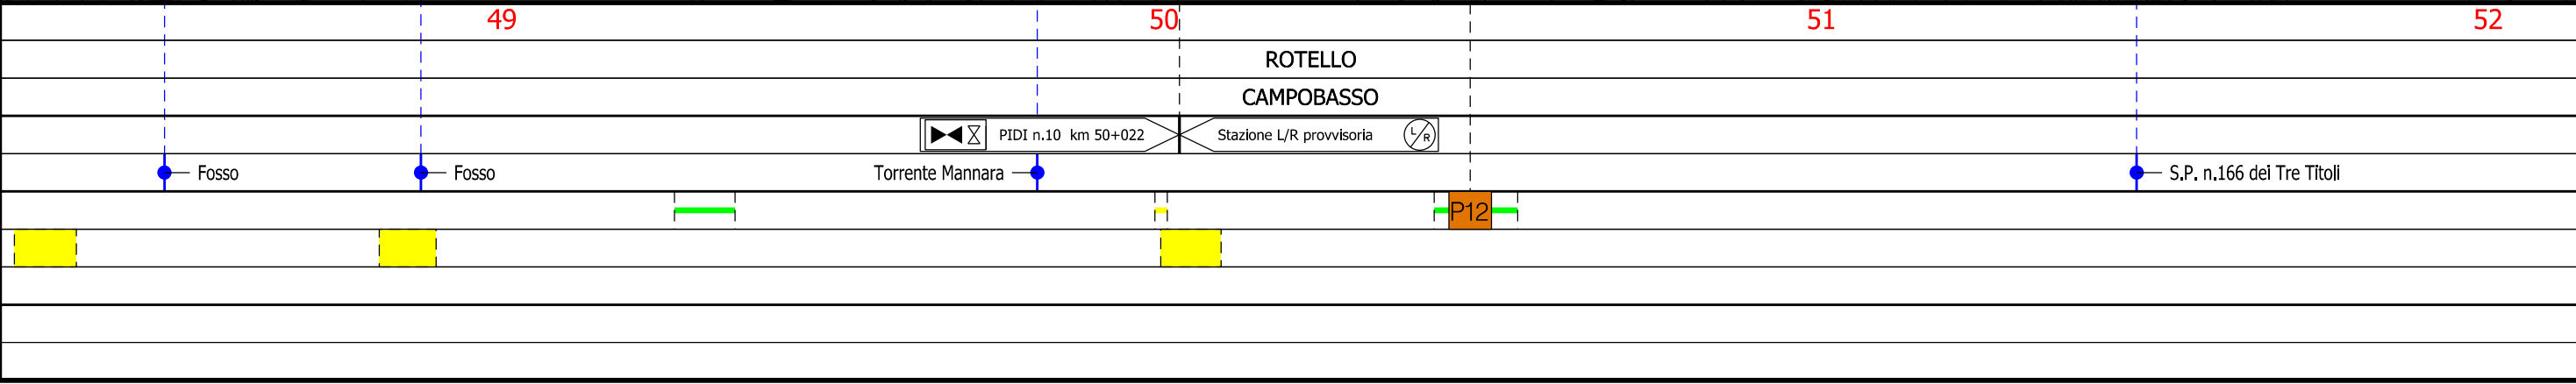 49 50 51 52
ROTELLO
CAMPOBASSO
PIDI n.10 km 50+022 Stazione L/R provvisoria L/R
Fosso Fosso Torrente Mannara S.P. n.166 dei Tre Titoli
P12